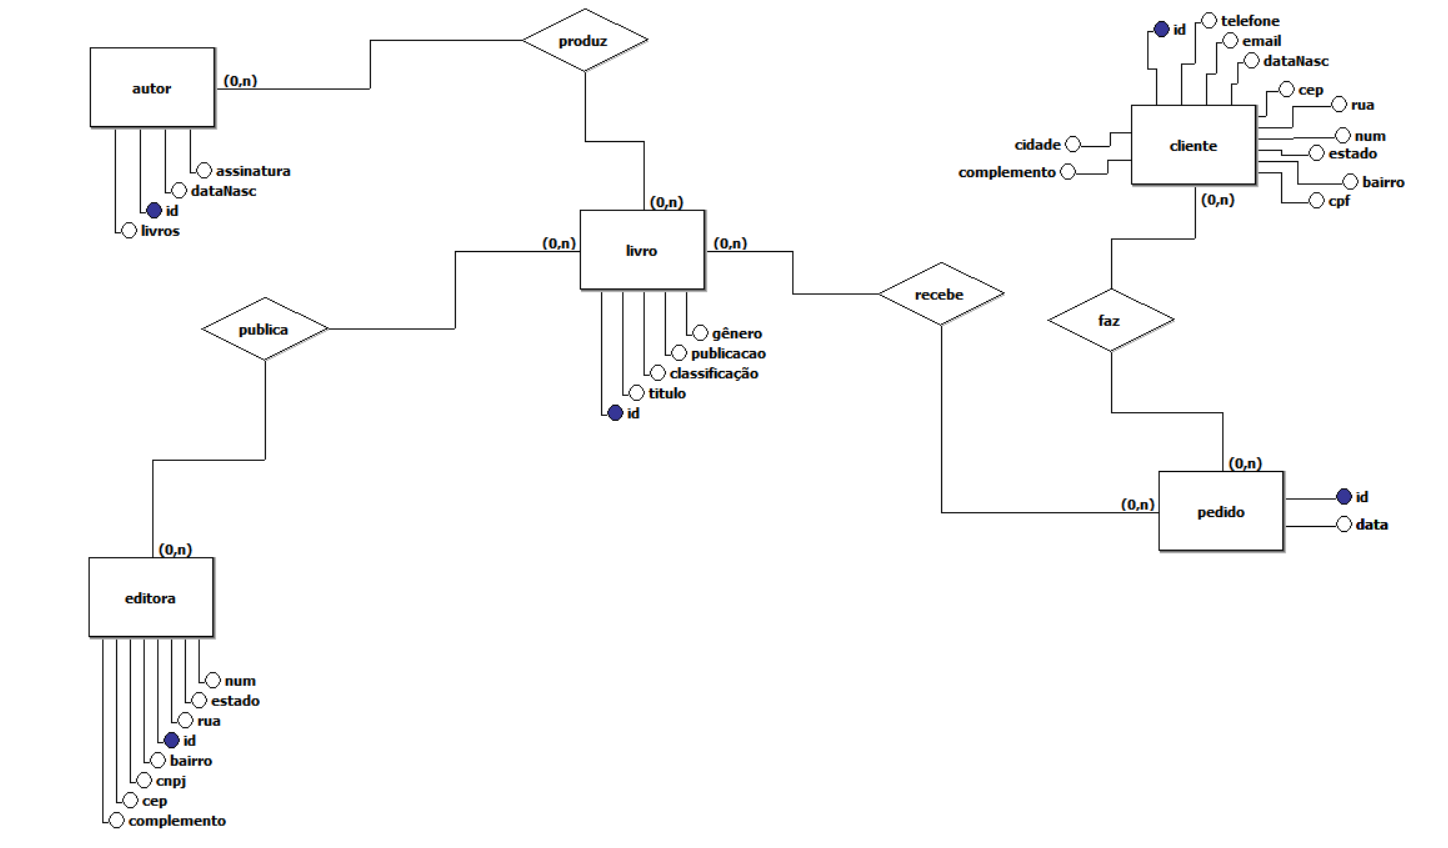 produz
autor
(0,n)
assinatura
dataNasc
id
livros
id
telefone
email
dataNasc
cep
rua
num
estado
bairro
cpf
cidade
complemento
cliente
(0,n)
(0,n)
(0,n)
livro
(0,n)
recebe
faz
publica
gênero
publicacao
classificação
titulo
id
(0,n)
(0,n)
pedido
id
data
(0,n)
editora
num
estado
rua
id
bairro
cnpj
cep
complemento